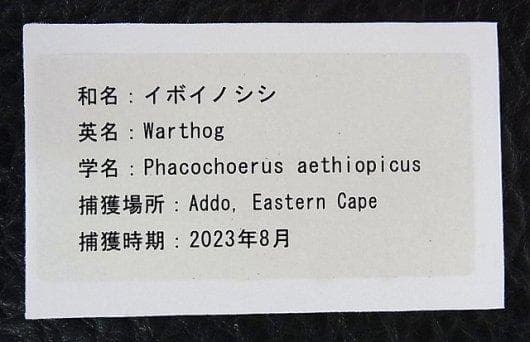 和名：イボイノシシ
英名：Warthog
学名：Phacochoerus aethiopicus
捕獲場所：Addo, Eastern Cape
捕獲時期：2023年8月